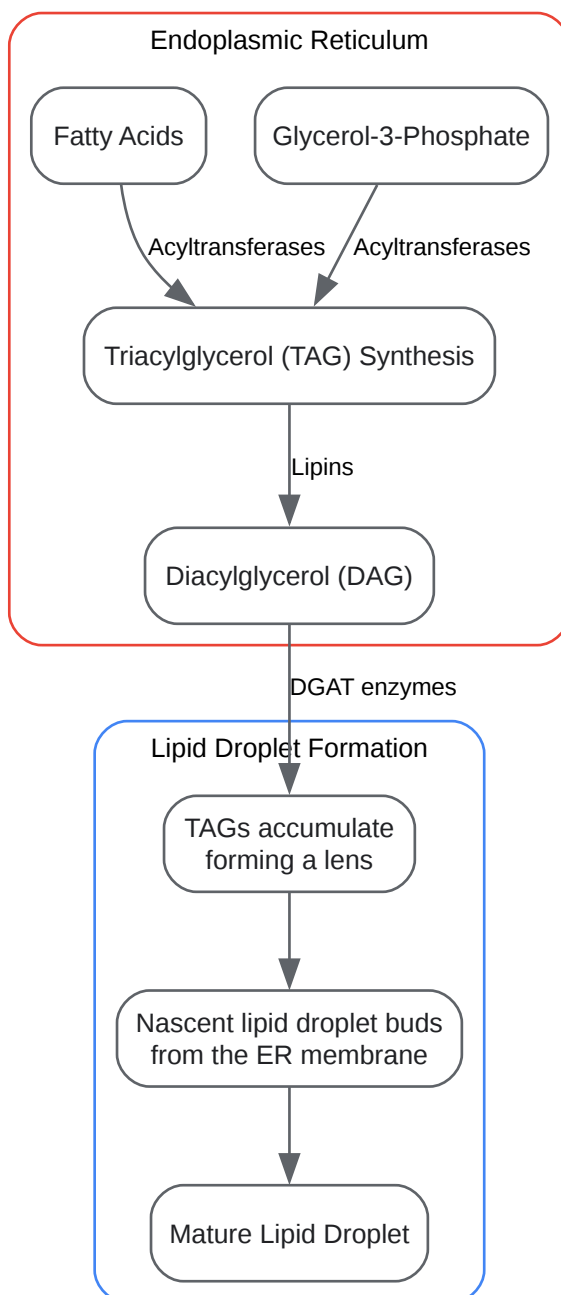 Endoplasmic Reticulum
Fatty Acids
Glycerol-3-Phosphate
Acyltransferases
Acyltransferases
Triacylglycerol (TAG) Synthesis
Lipins
Diacylglycerol (DAG)
DGAT enzymes
Lipid Droplet Formation
TAGs accumulate
forming a lens
Nascent lipid droplet buds
from the ER membrane
Mature Lipid Droplet